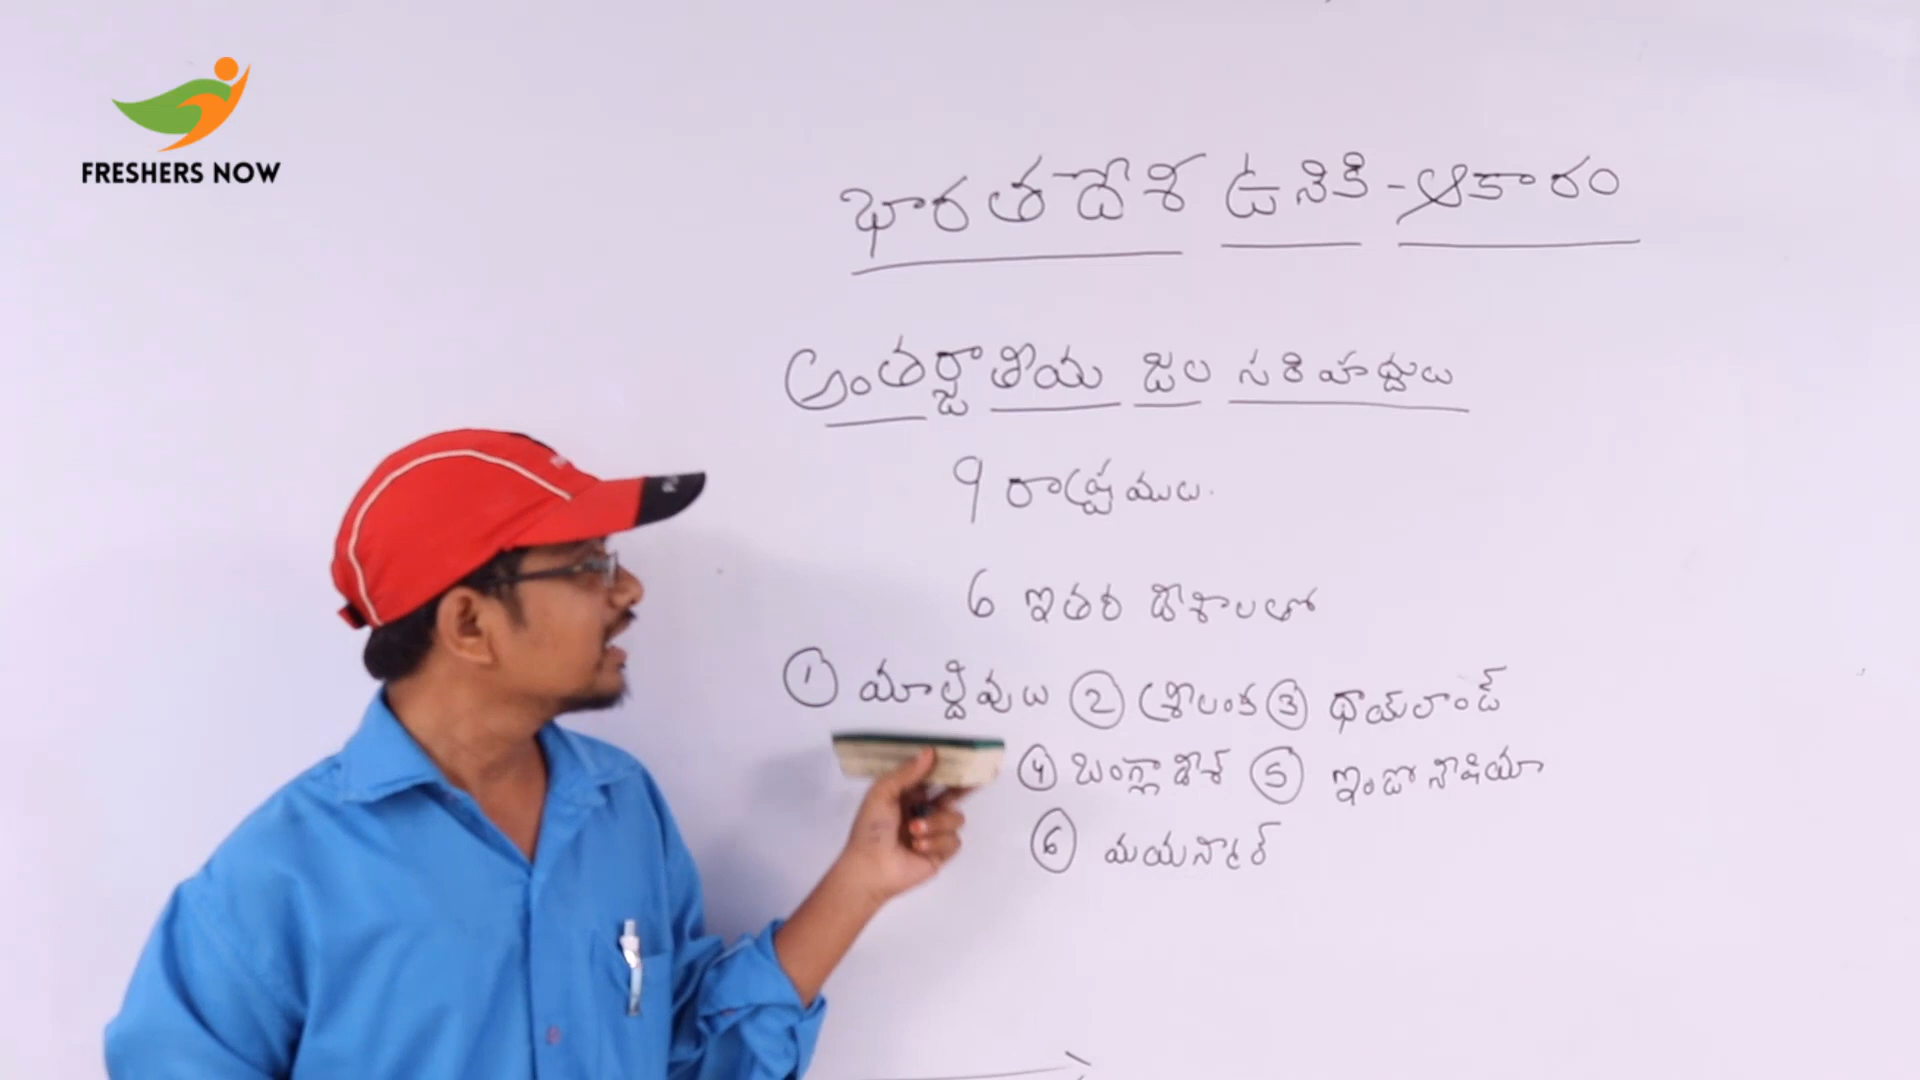 FRESHERS NOW
భారతదేశ ఉనికి - ఆకారం
అంతర్జాతీయ జల సరిహద్దులు
9 రాష్ట్రములు.
6 ఇతర దేశాలతో
① మాల్దీవులు ② శ్రీలంక ③ థాయ్‌లాండ్
④ బంగ్లాదేశ్ ⑤ ఇండోనేషియా
⑥ మయన్మార్